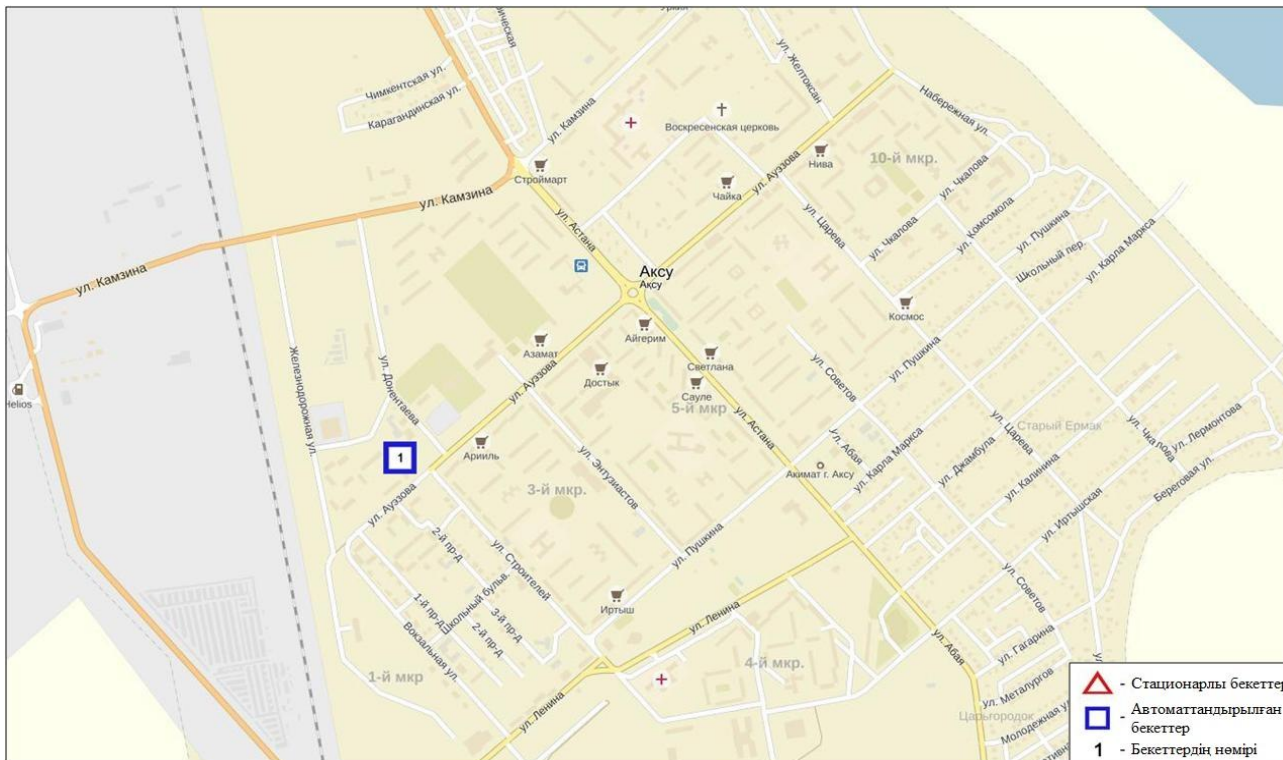 Чимкентская ул.
Карагандинская ул.
ул. Камзина
ул. Желтоксан
Набережная ул.
Воскресенская церковь
Строймарт
Нива
10-й мкр.
Чайка
ул. Ауэзова
ул. Чкалова
ул. Камзина
ул. Камзина
ул. Астана
ул. Царева
ул. Чкалова
ул. Комсомола
ул. Пушкина
Школьный пер.
ул. Карла Маркса
Аксу
Ақсу
Космос
Айгерим
Азамат
Светлана
Достык
Сауле
5-й мкр
Helios
Железнодорожная ул.
ул. Донентаева
ул. Ауэзова
ул. Советов
ул. Пушкина
ул. Астана
ул. Абая
Старый Ермак
ул. Царева
ул. Чкалова
ул. Лермонтова
Арииль
1
Акимат г. Аксу
ул. Карла Маркса
ул. Джамбула
ул. Калинина
Береговая ул.
ул. Иртышская
3-й мкр.
ул. Энтузиастов
ул. Ауэзова
2-й пр-д
ул. Строителей
ул. Пушкина
Школьный бульв.
1-й пр-д
2-й пр-д
3-й пр-д
Вокзальная ул.
Иртыш
ул. Ленина
ул. Советов
ул. Гагарина
ул. Абая
1-й мкр
4-й мкр.
ул. Ленина
ул. Металургов
Царьгородок
Молодежная ул.
- Стационарлы бекеттер
- Автоматтандырылған
бекеттер
1 - Бекеттердің нөмірі